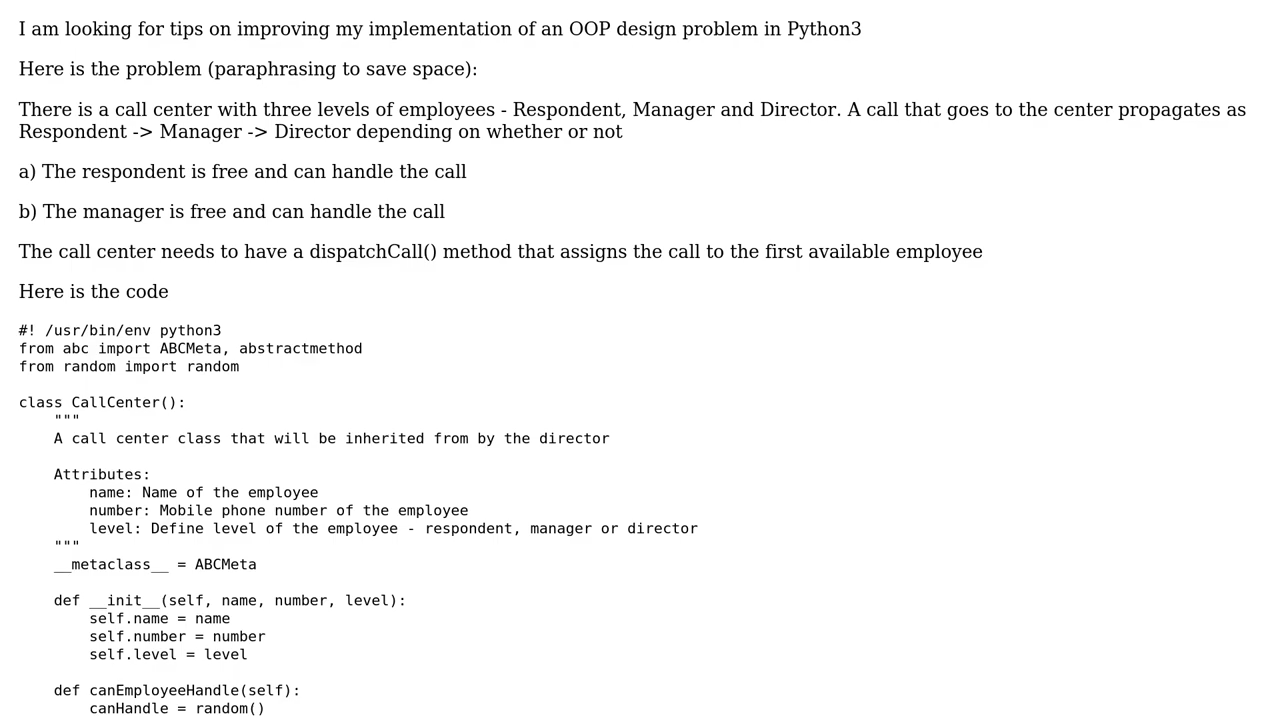 I am looking for tips on improving my implementation of an OOP design problem in Python3
Here is the problem (paraphrasing to save space):
There is a call center with three levels of employees - Respondent, Manager and Director. A call that goes to the center propagates as
Respondent -> Manager -> Director depending on whether or not
a) The respondent is free and can handle the call
b) The manager is free and can handle the call
The call center needs to have a dispatchCall() method that assigns the call to the first available employee
Here is the code
#! /usr/bin/env python3
from abc import ABCMeta, abstractmethod
from random import random
class CallCenter():
    """
    A call center class that will be inherited from by the director
    Attributes:
        name: Name of the employee
        number: Mobile phone number of the employee
        level: Define level of the employee - respondent, manager or director
    """
    __metaclass__ = ABCMeta
    def __init__(self, name, number, level):
        self.name = name
        self.number = number
        self.level = level
    def canEmployeeHandle(self):
        canHandle = random()